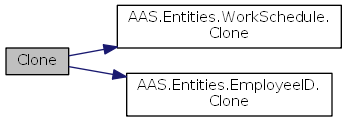 Clone
AAS.Entities.WorkSchedule.
Clone
AAS.Entities.EmployeeID.
Clone